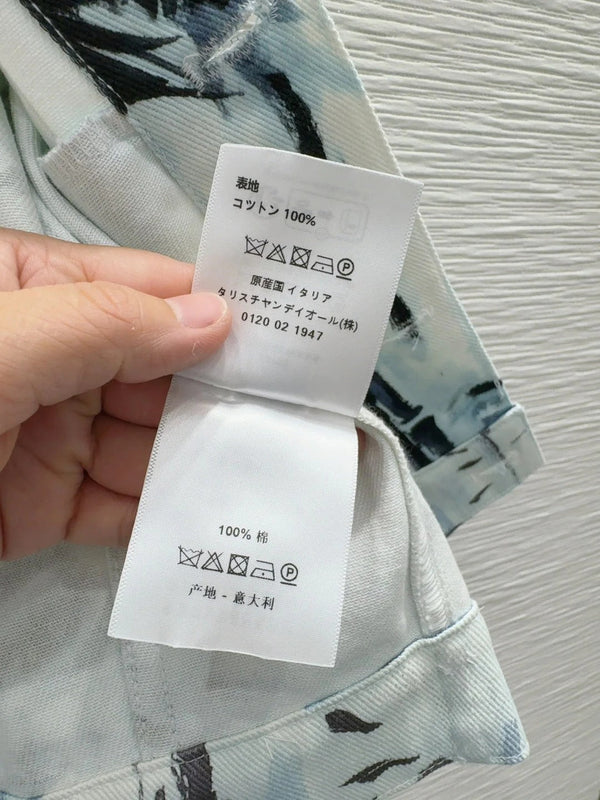 表地
コットン 100%
原産国 イタリア
タリスチャンディオール(株)
0120 02 1947
100% 棉
产地 - 意大利